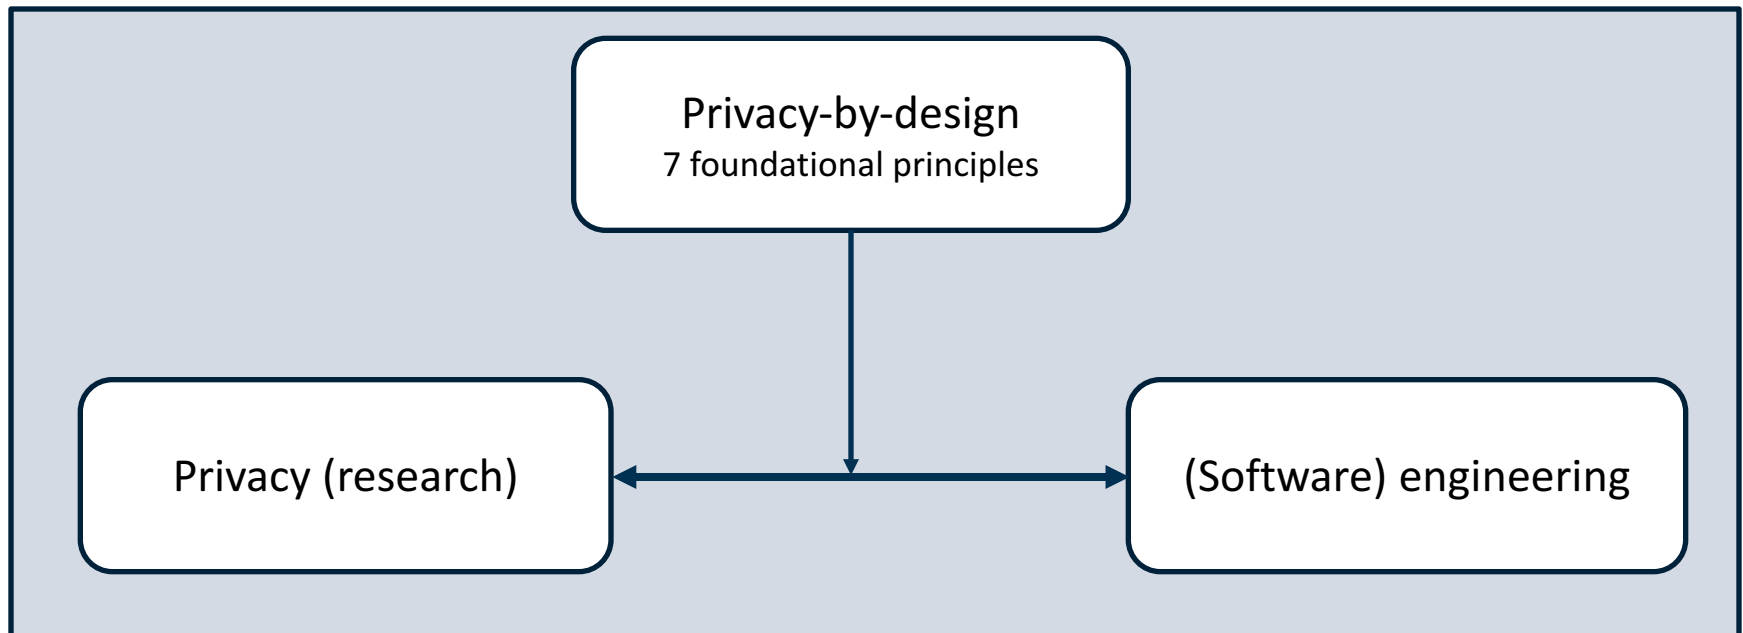 Privacy-by-design
7 foundational principles
Privacy (research)
(Software) engineering